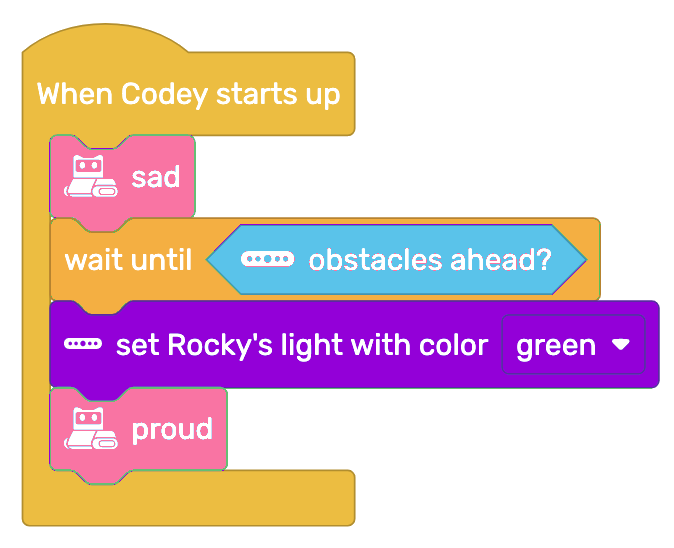 When Codey starts up
sad
wait until obstacles ahead?
set Rocky's light with color green
proud